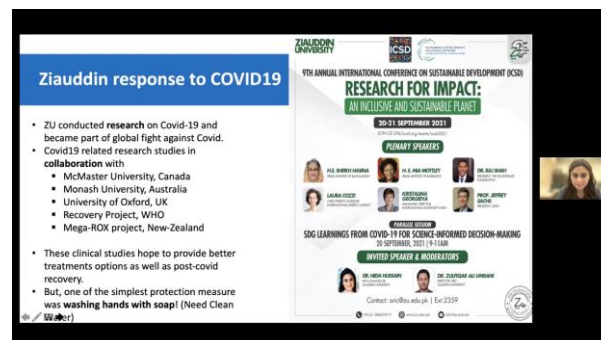 Ziauddin response to COVID19
• ZU conducted research on Covid-19 and
became part of global fight against Covid.
• Covid19 related research studies in
collaboration with
▪ McMaster University, Canada
▪ Monash University, Australia
▪ University of Oxford, UK
▪ Recovery Project, WHO
▪ Mega-ROX project, New-Zealand
• These clinical studies hope to provide better
treatments options as well as post-covid
recovery.
• But, one of the simplest protection measure
was washing hands with soap! (Need Clean
Water)
ZIAUDDIN
UNIVERSITY
ICSD
25
9TH ANNUAL INTERNATIONAL CONFERENCE ON SUSTAINABLE DEVELOPMENT (ICSD)
RESEARCH FOR IMPACT:
AN INCLUSIVE AND SUSTAINABLE PLANET
20-21 SEPTEMBER 2021
PLENARY SPEAKERS
H.E. SHEIKH HASINA
H. E. MIA MOTTLEY
DR. RAJ SHAH
LAURA COZZI
KRISTALINA
GEORGIEVA
PROF. JEFFREY
SACHS
PARALLEL SESSION
SDG LEARNINGS FROM COVID-19 FOR SCIENCE-INFORMED DECISION-MAKING
20 SEPTEMBER, 2021 | 9-11AM
INVITED SPEAKER & MODERATORS
DR. NIDA HUSSAIN
DR. ZULFIQAR ALI UMRANI
Contact: oric@zu.edu.pk | Ext:2359